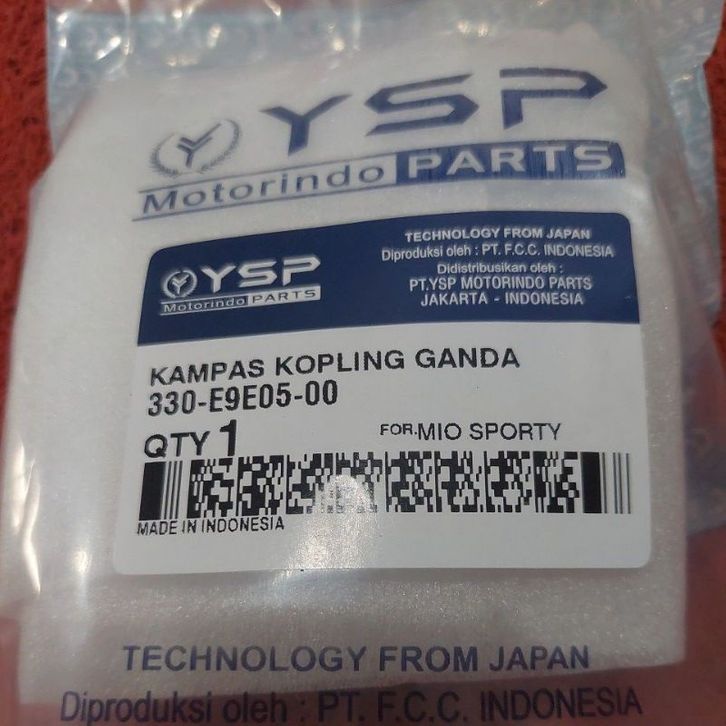 YSP
Motorindo PARTS
YSP
Motorindo PARTS
TECHNOLOGY FROM JAPAN
Diproduksi oleh : PT. F.C.C. INDONESIA
Didistribusikan oleh :
PT.YSP MOTORINDO PARTS
JAKARTA - INDONESIA
KAMPAS KOPLING GANDA
330-E9E05-00
QTY 1
FOR.MIO SPORTY
MADE IN INDONESIA
TECHNOLOGY FROM JAPAN
Diproduksi oleh : PT. F.C.C. INDONESIA